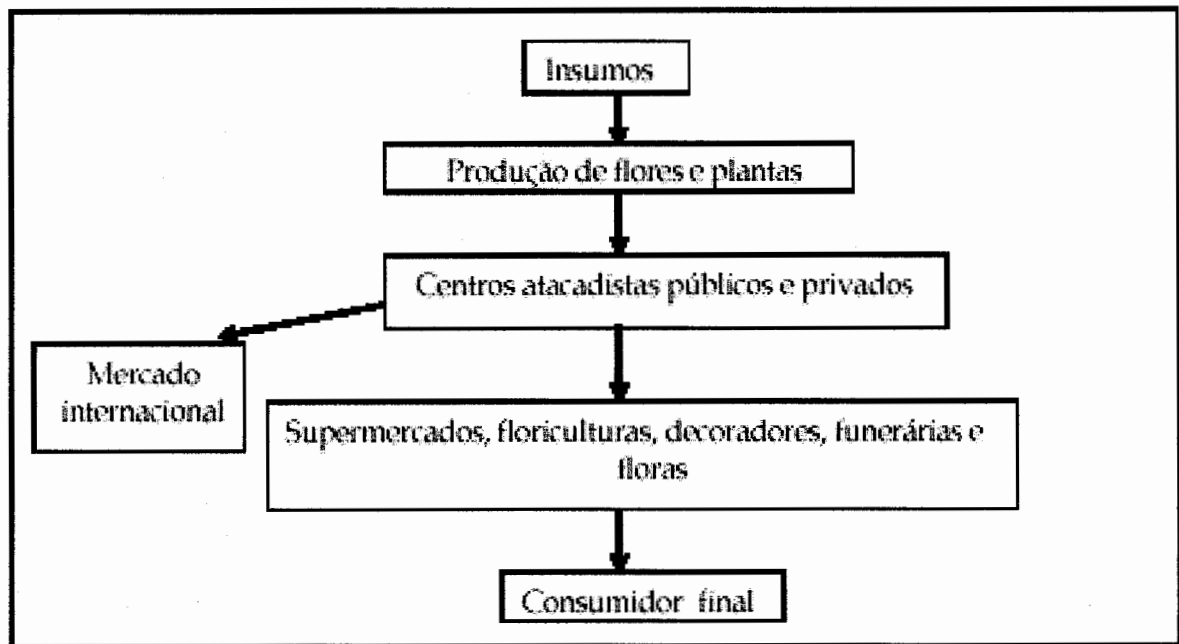 Insumos
Produção de flores e plantas
Centros atacadistas públicos e privados
Mercado
internacional
Supermercados, floriculturas, decoradores, funerárias e
floras
Consumidor final